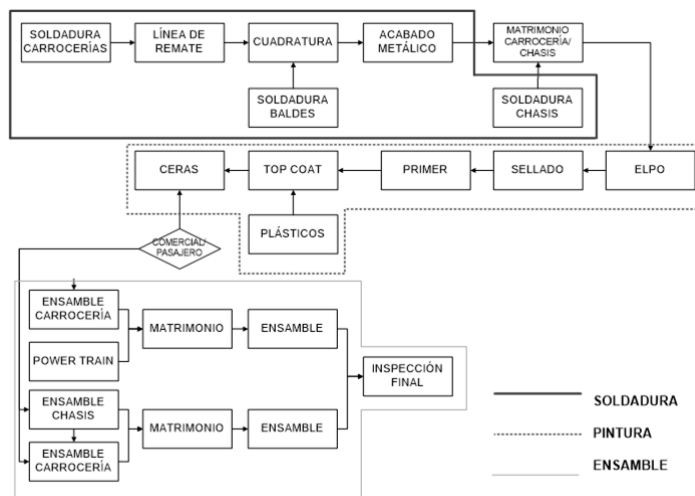 SOLDADURA
CARROCERÍAS
LÍNEA DE
REMATE
CUADRATURA
ACABADO
METÁLICO
MATRIMONIO
CARROCERÍA/
CHASIS
SOLDADURA
BALDES
SOLDADURA
CHASIS
CERAS
TOP COAT
PRIMER
SELLADO
ELPO
PLÁSTICOS
COMERCIAL/
PASAJERO
ENSAMBLE
CARROCERÍA
MATRIMONIO
ENSAMBLE
POWER TRAIN
INSPECCIÓN
FINAL
ENSAMBLE
CHASIS
MATRIMONIO
ENSAMBLE
ENSAMBLE
CARROCERÍA
SOLDADURA
PINTURA
ENSAMBLE